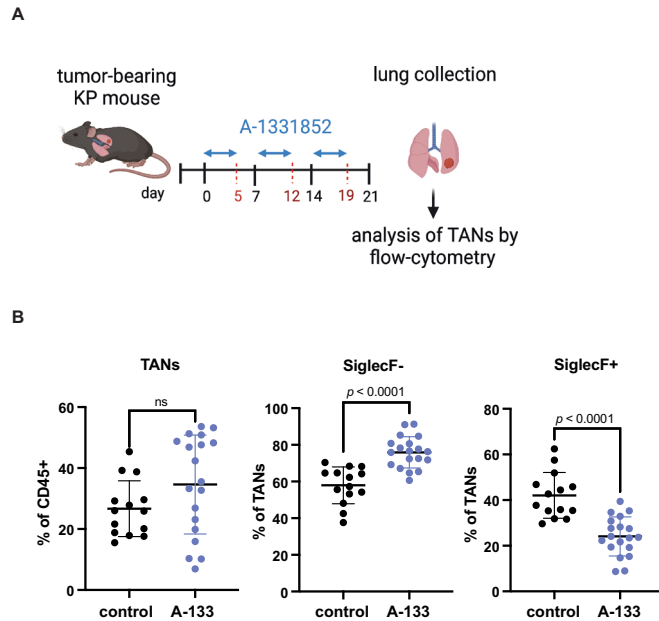 A
tumor-bearing
KP mouse
lung collection
A-1331852
day
0 5 7 12 14 19 21
analysis of TANs by
flow-cytometry
B
TANs
ns
% of CD45+
60
40
20
0
control A-133
SiglecF-
p < 0.0001
% of TANs
100
80
60
40
20
0
control A-133
SiglecF+
p < 0.0001
% of TANs
80
60
40
20
0
control A-133